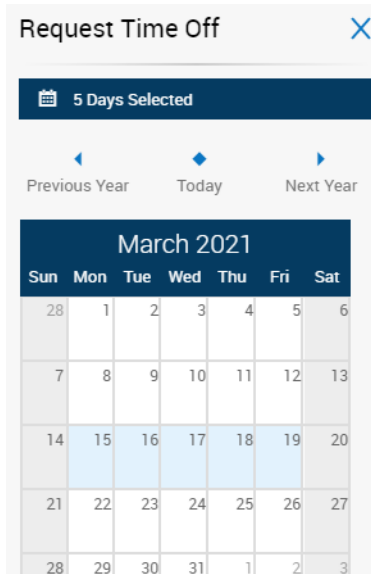 Request Time Off
5 Days Selected
Previous Year Today Next Year
March 2021
Sun Mon Tue Wed Thu Fri Sat
28 1 2 3 4 5 6
7 8 9 10 11 12 13
14 15 16 17 18 19 20
21 22 23 24 25 26 27
28 29 30 31 1 2 3